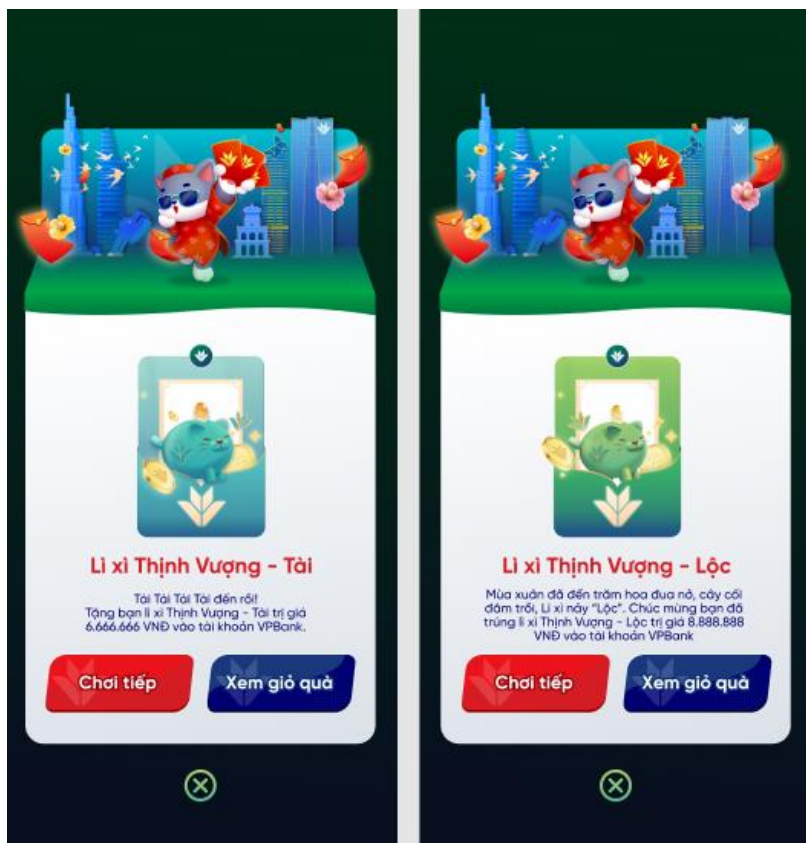 Lì xì Thịnh Vượng - Tài
Tài Tài Tài Tài đến rồi!
Tặng bạn lì xì Thịnh Vượng - Tài trị giá
6.666.666 VNĐ vào tài khoản VPBank.
Chơi tiếp
Xem giỏ quà
Lì xì Thịnh Vượng - Lộc
Mùa xuân đã đến trăm hoa đua nở, cây cối
đâm trồi, Lì xì nảy “Lộc”. Chúc mừng bạn đã
trúng lì xì Thịnh Vượng - Lộc trị giá 8.888.888
VNĐ vào tài khoản VPBank
Chơi tiếp
Xem giỏ quà